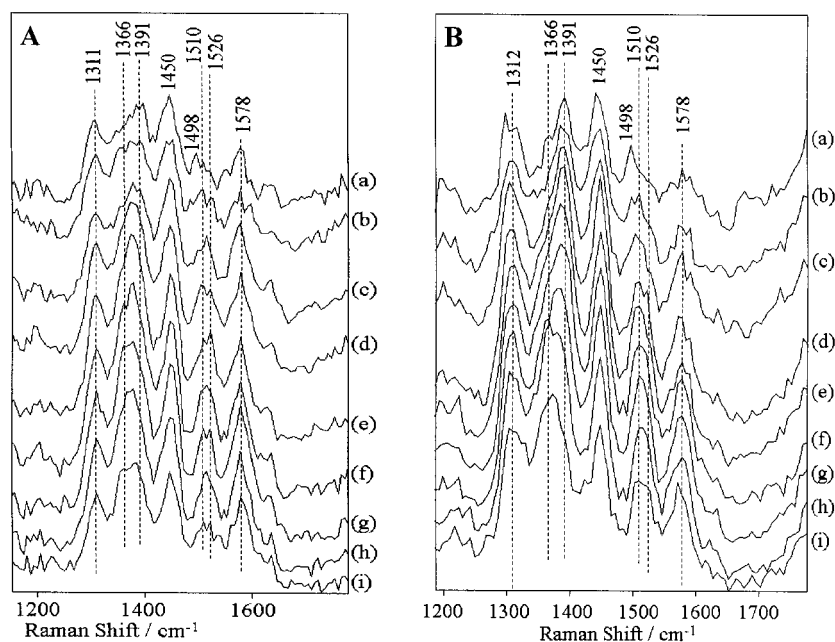 A
1311
1366
1391
1450
1498
1510
1526
1578
(a)
(b)
(c)
(d)
(e)
(f)
(g)
(h)
(i)
1200 1400 1600
Raman Shift / cm-1
B
1312
1366
1391
1450
1498
1510
1526
1578
(a)
(b)
(c)
(d)
(e)
(f)
(g)
(h)
(i)
1200 1300 1400 1500 1600 1700
Raman Shift / cm-1